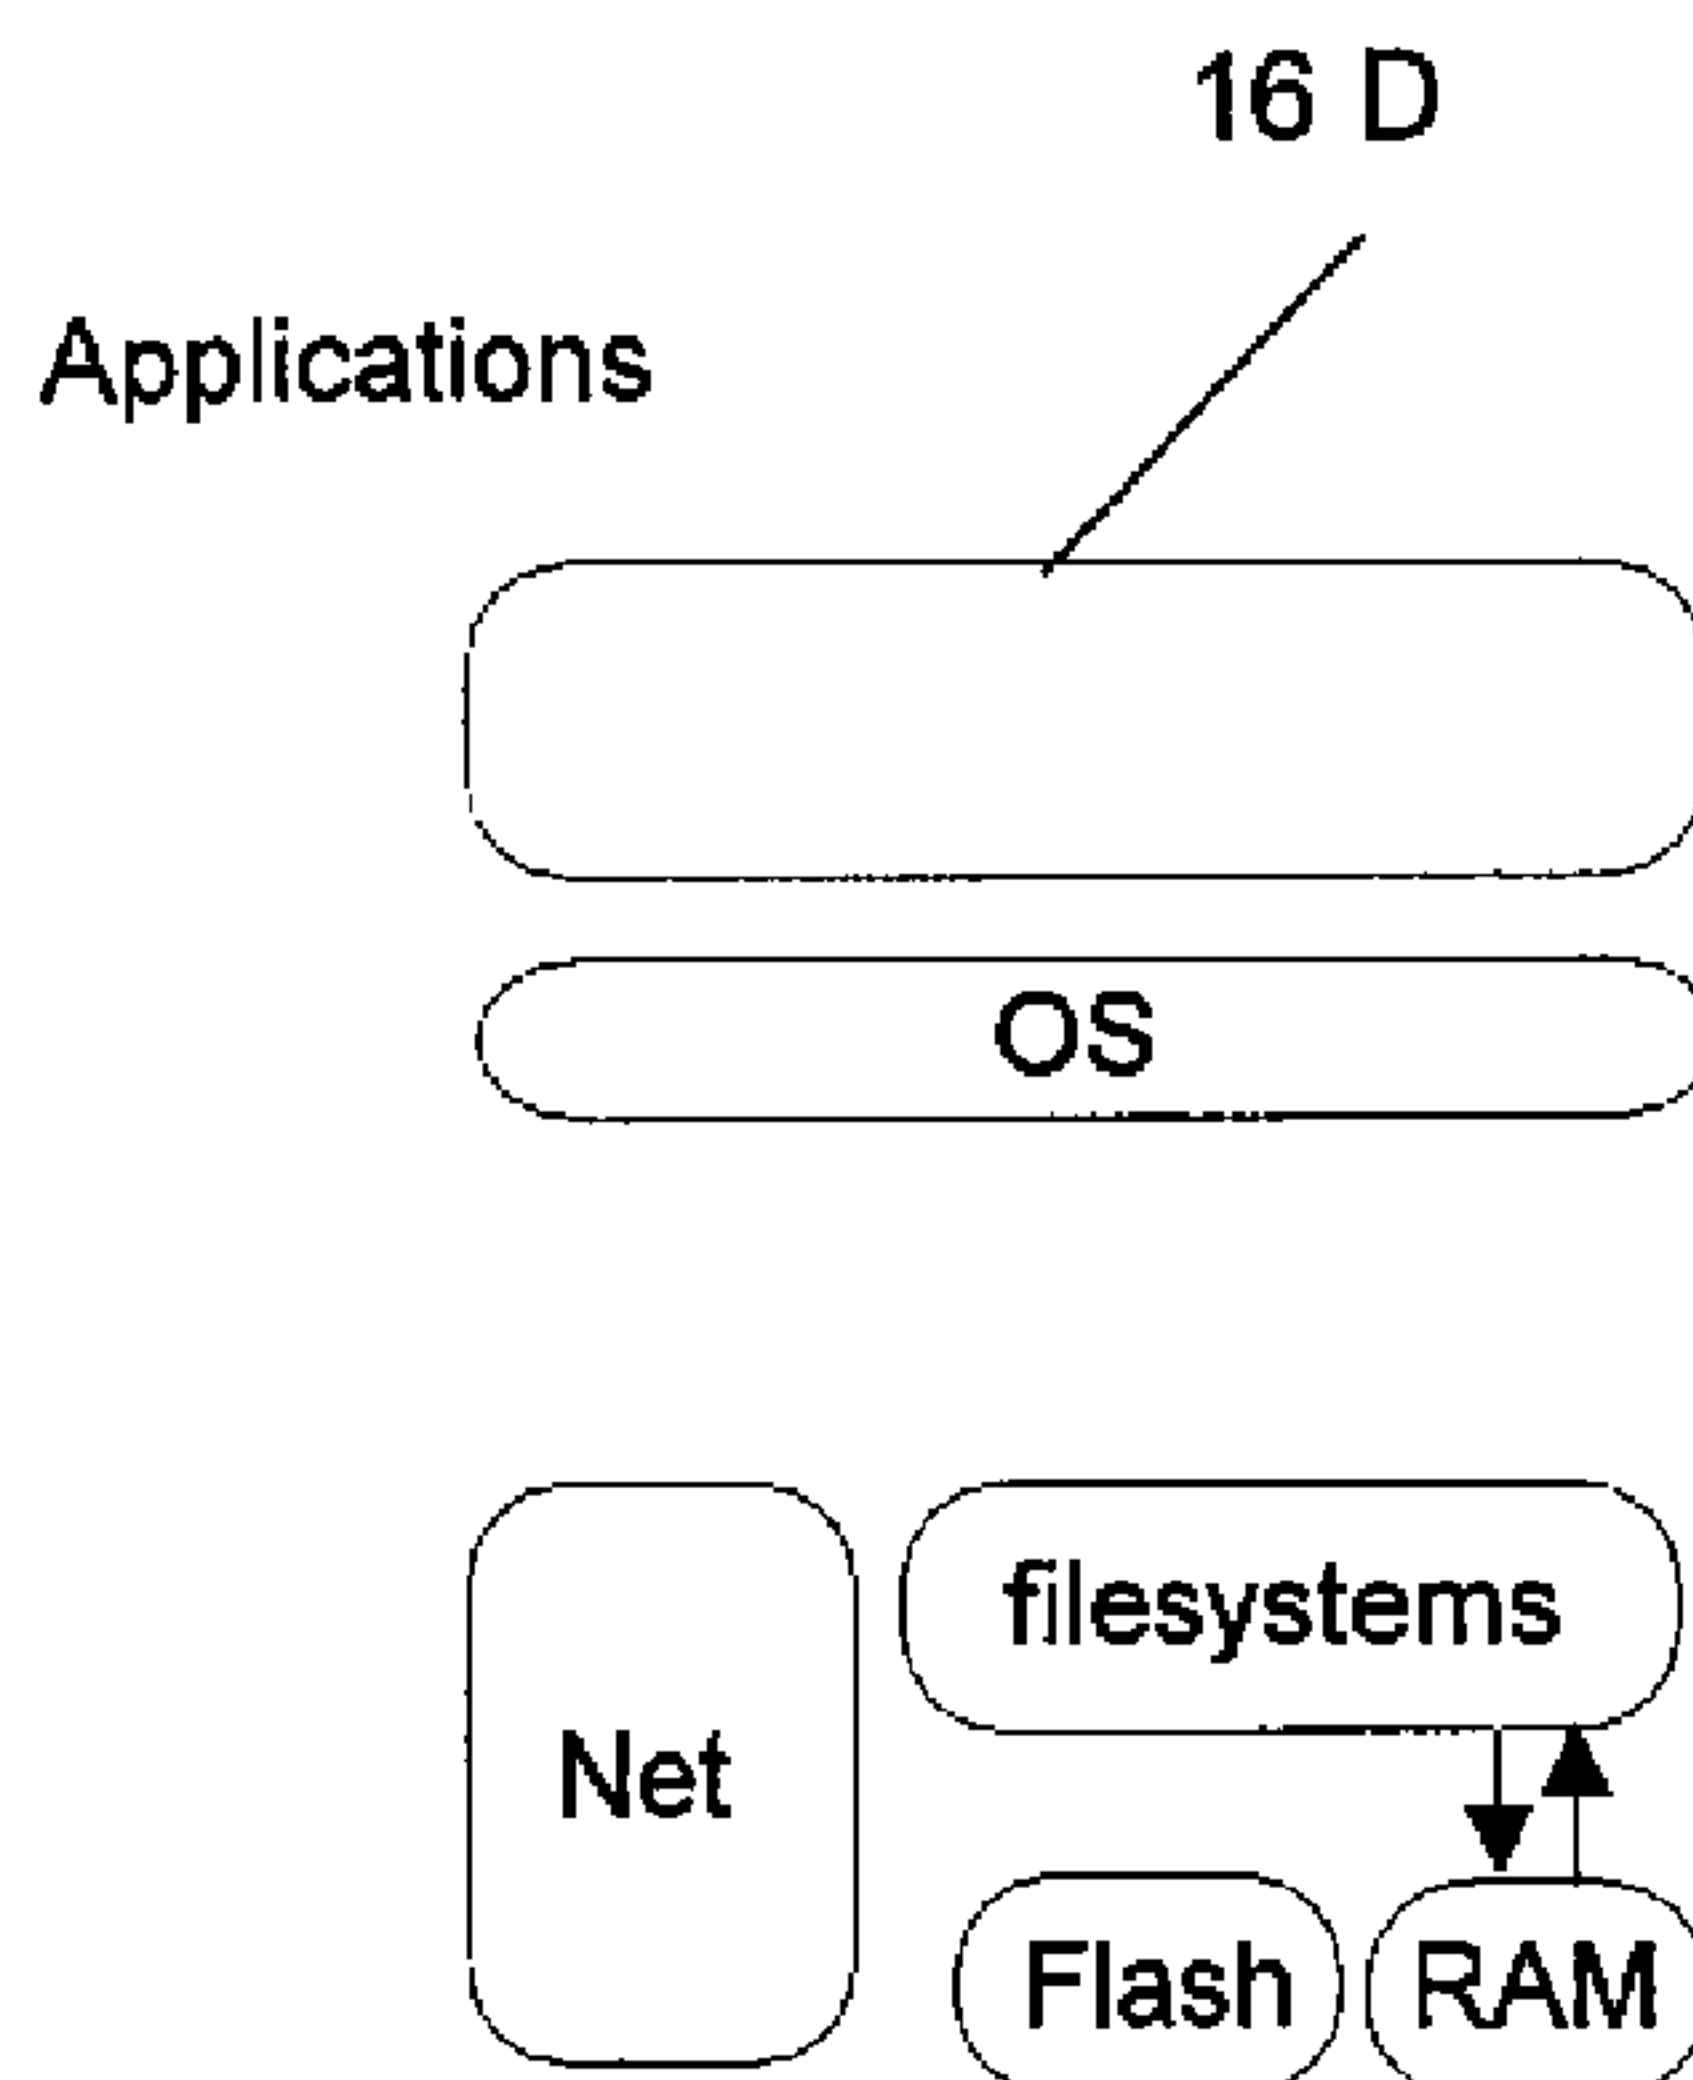 16 D
Applications
OS
filesystems
Net
Flash
RAM